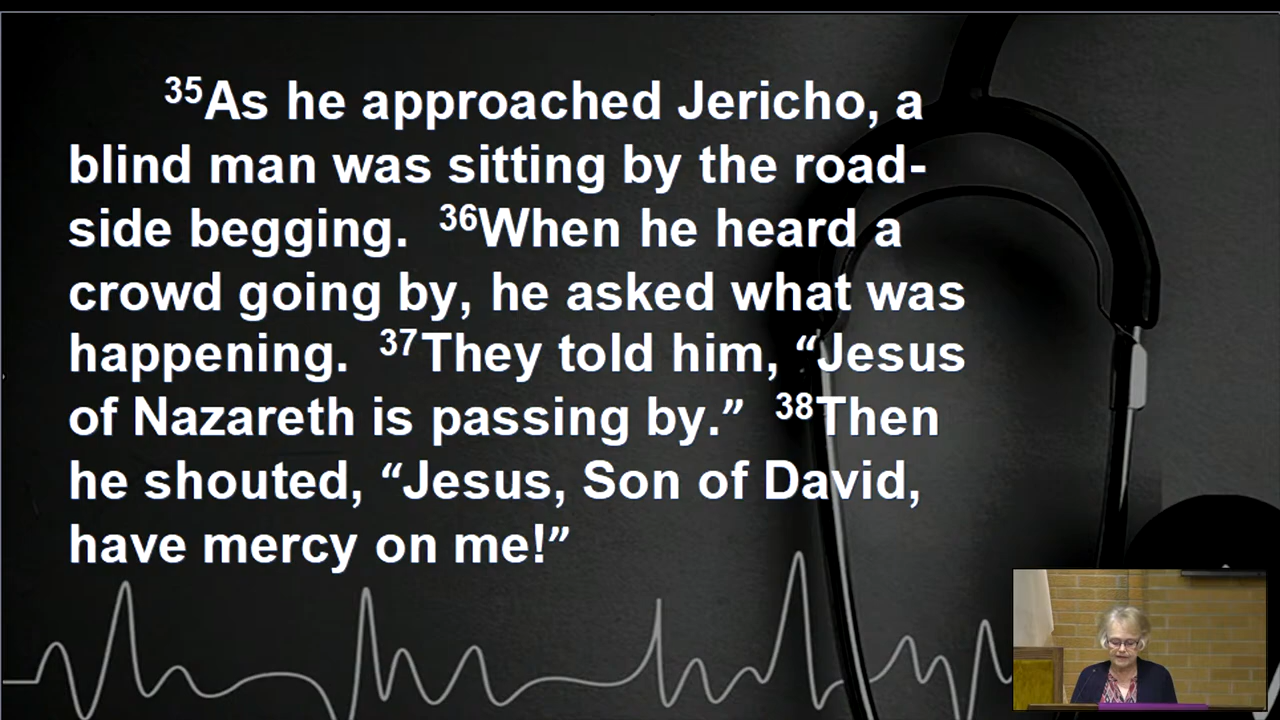 35As he approached Jericho, a
blind man was sitting by the road-
side begging. 36When he heard a
crowd going by, he asked what was
happening. 37They told him, “Jesus
of Nazareth is passing by.” 38Then
he shouted, “Jesus, Son of David,
have mercy on me!”